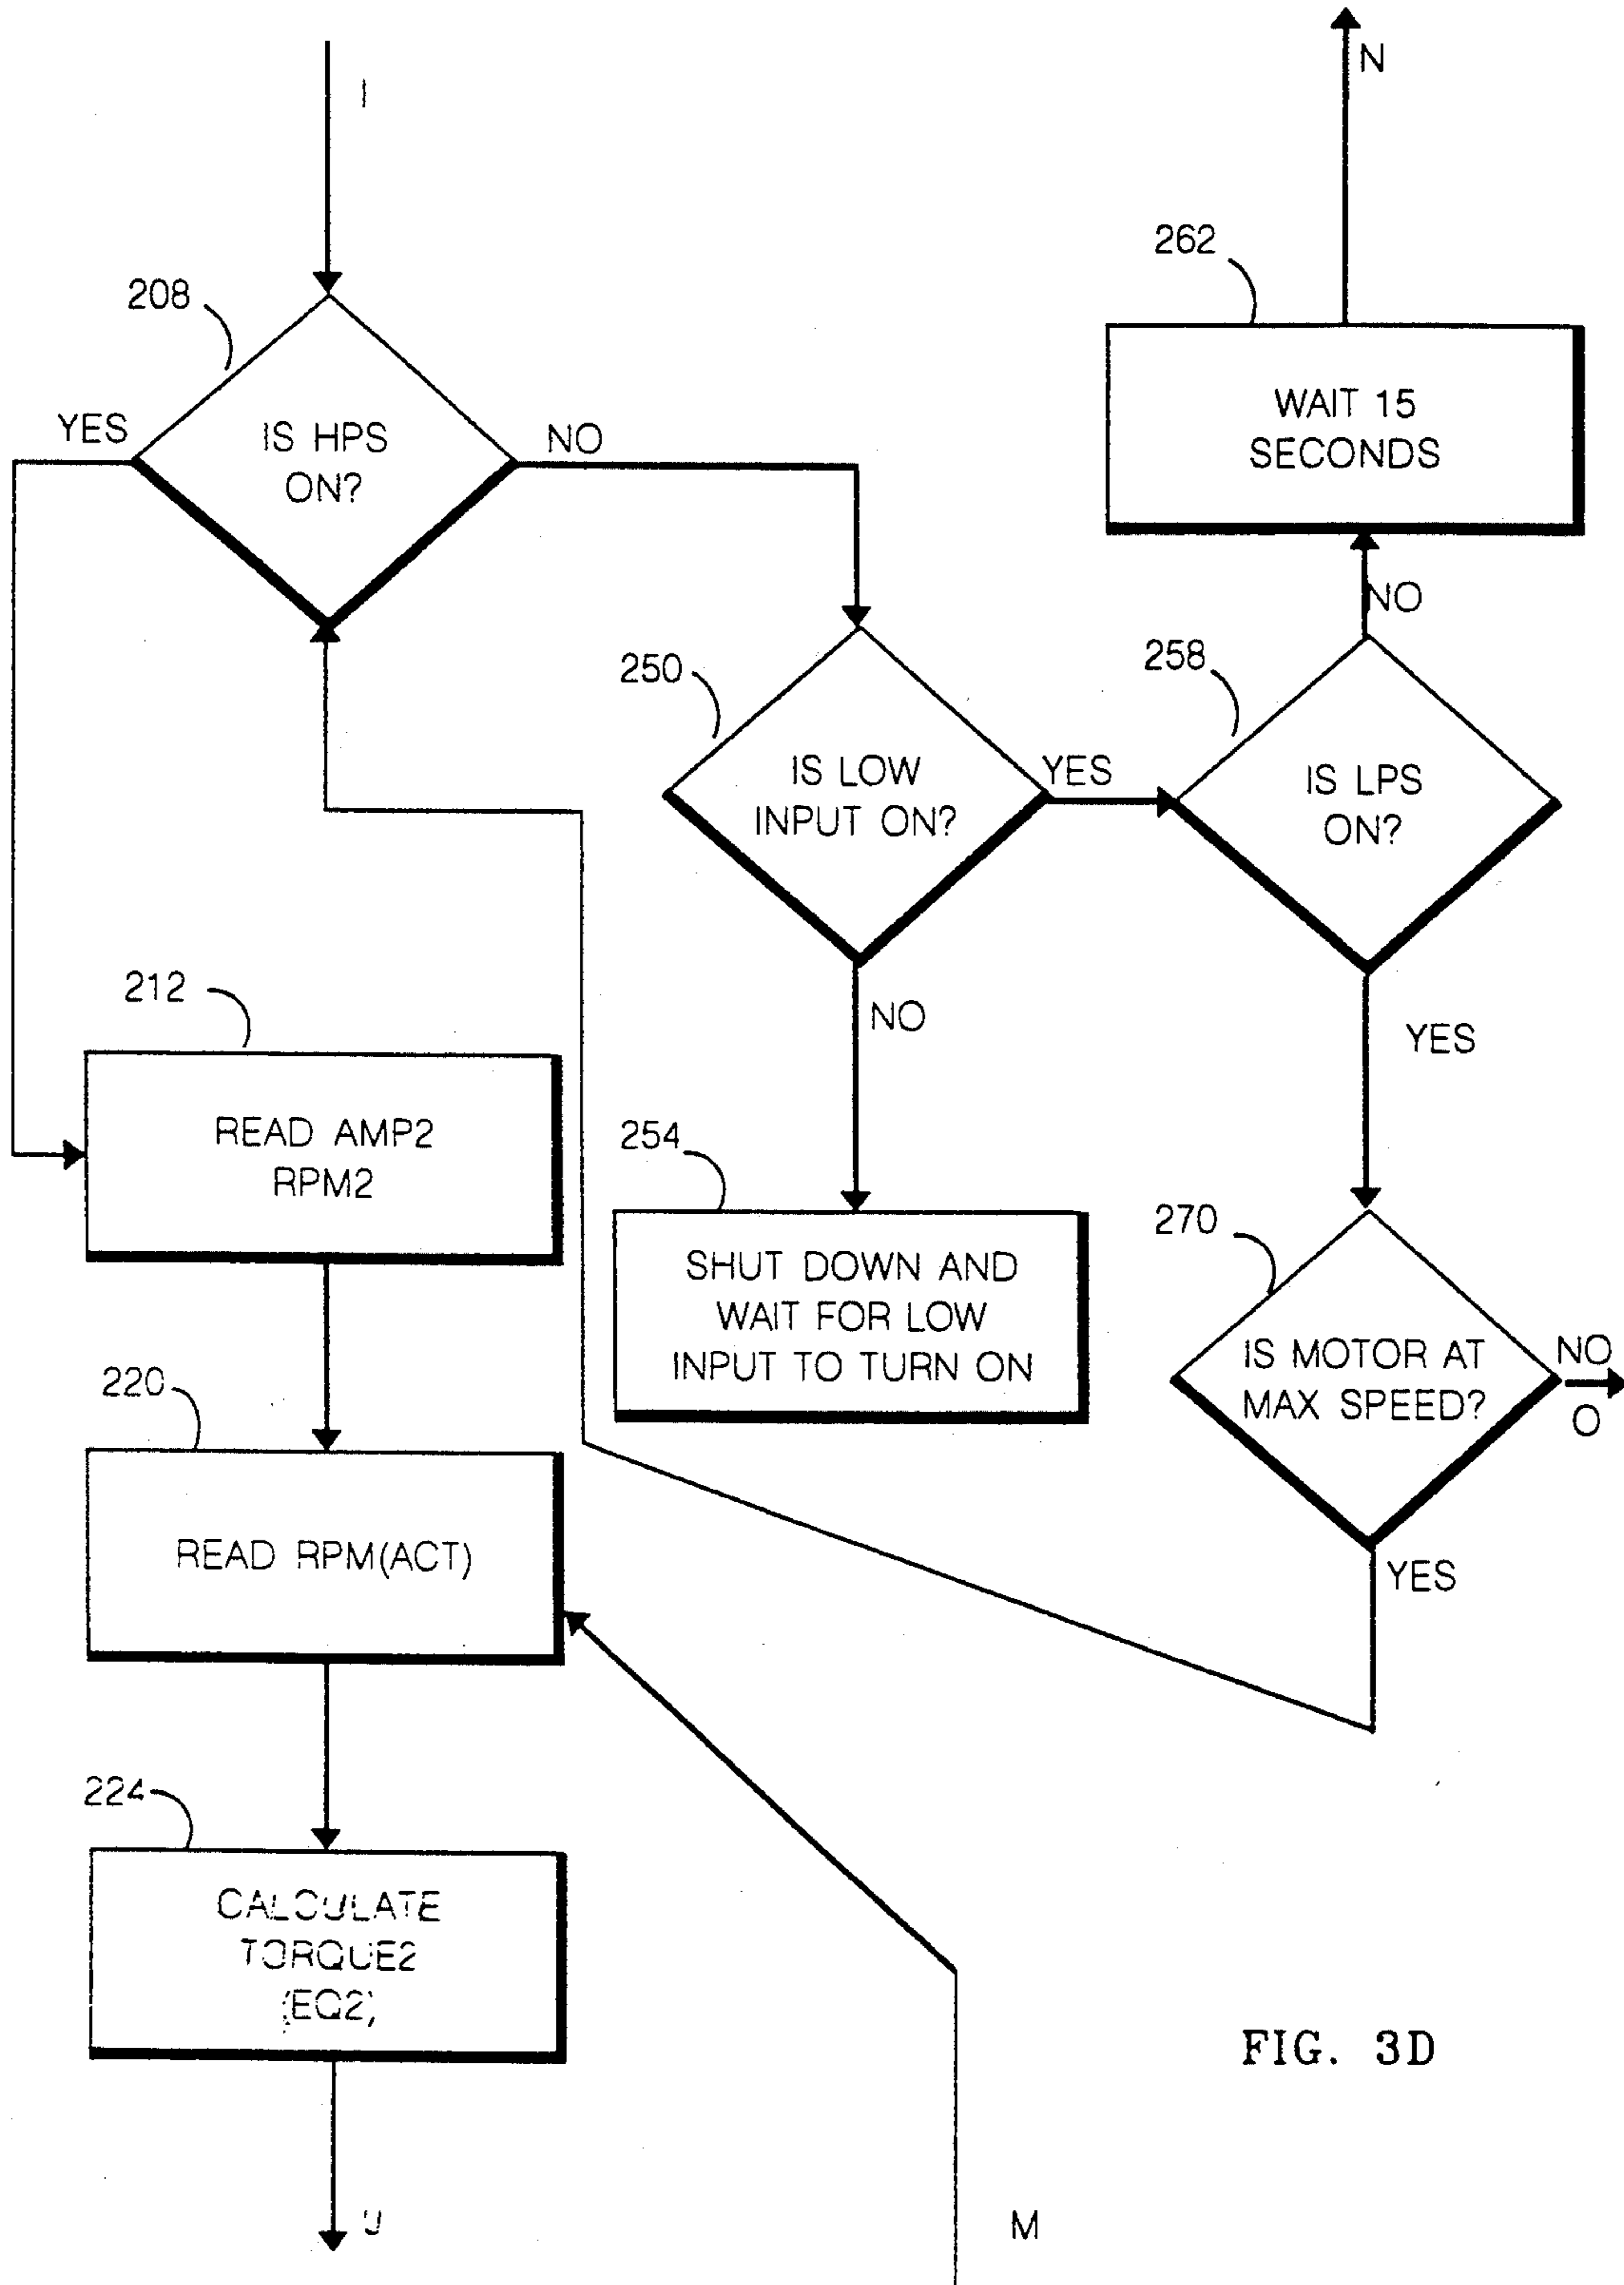 I
N
262
208
WAIT 15
SECONDS
YES
IS HPS
ON?
NO
NO
250
258
IS LOW
INPUT ON?
YES
IS LPS
ON?
212
NO
YES
READ AMP2
RPM2
254
270
SHUT DOWN AND
WAIT FOR LOW
INPUT TO TURN ON
IS MOTOR AT
MAX SPEED?
NO
O
220
READ RPM(ACT)
YES
224
CALCULATE
TORQUE2
(EQ2)
FIG. 3D
J
M